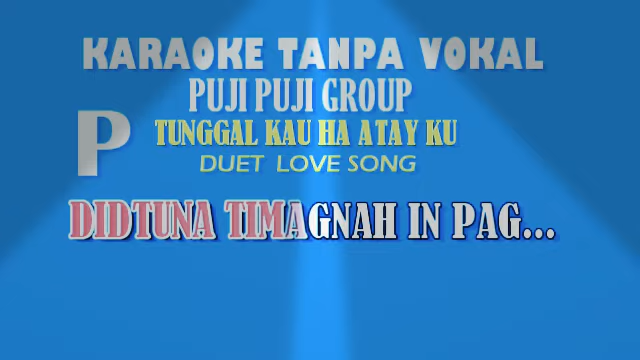 KARAOKE TANPA VOKAL
PUJI PUJI GROUP
P
TUNGGAL KAU HA ATAY KU
DUET LOVE SONG
DIDTUNA TIMAGNAH IN PAG...